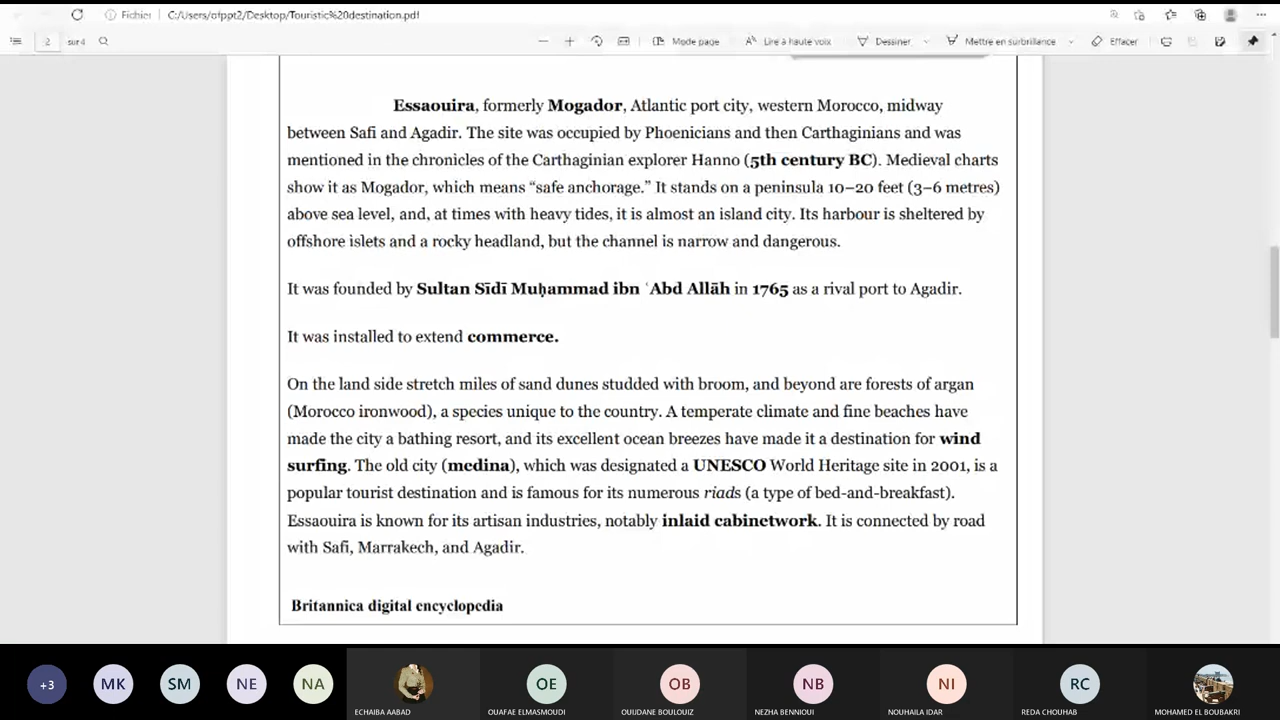 Fichier C:/Users/ofppt2/Desktop/Touristic%20destination.pdf
2 sur 4 Mode page Lire à haute voix Dessiner Mettre en surbrillance Effacer
Essaouira, formerly Mogador, Atlantic port city, western Morocco, midway
between Safi and Agadir. The site was occupied by Phoenicians and then Carthaginians and was
mentioned in the chronicles of the Carthaginian explorer Hanno (5th century BC). Medieval charts
show it as Mogador, which means “safe anchorage.” It stands on a peninsula 10–20 feet (3–6 metres)
above sea level, and, at times with heavy tides, it is almost an island city. Its harbour is sheltered by
offshore islets and a rocky headland, but the channel is narrow and dangerous.
It was founded by Sultan Sīdī Muḥammad ibn ʿAbd Allāh in 1765 as a rival port to Agadir.
It was installed to extend commerce.
On the land side stretch miles of sand dunes studded with broom, and beyond are forests of argan
(Morocco ironwood), a species unique to the country. A temperate climate and fine beaches have
made the city a bathing resort, and its excellent ocean breezes have made it a destination for wind
surfing. The old city (medina), which was designated a UNESCO World Heritage site in 2001, is a
popular tourist destination and is famous for its numerous riads (a type of bed-and-breakfast).
Essaouira is known for its artisan industries, notably inlaid cabinetwork. It is connected by road
with Safi, Marrakech, and Agadir.
Britannica digital encyclopedia
+3 MK SM NE NA OE OB NB NI RC
ECHAIBA AABAD OUAFAE ELMASMOUDI OUIJDANE BOULOUIZ NEZHA BENNIOUI NOUHAILA IDAR REDA CHOUHAB MOHAMED EL BOUBAKRI